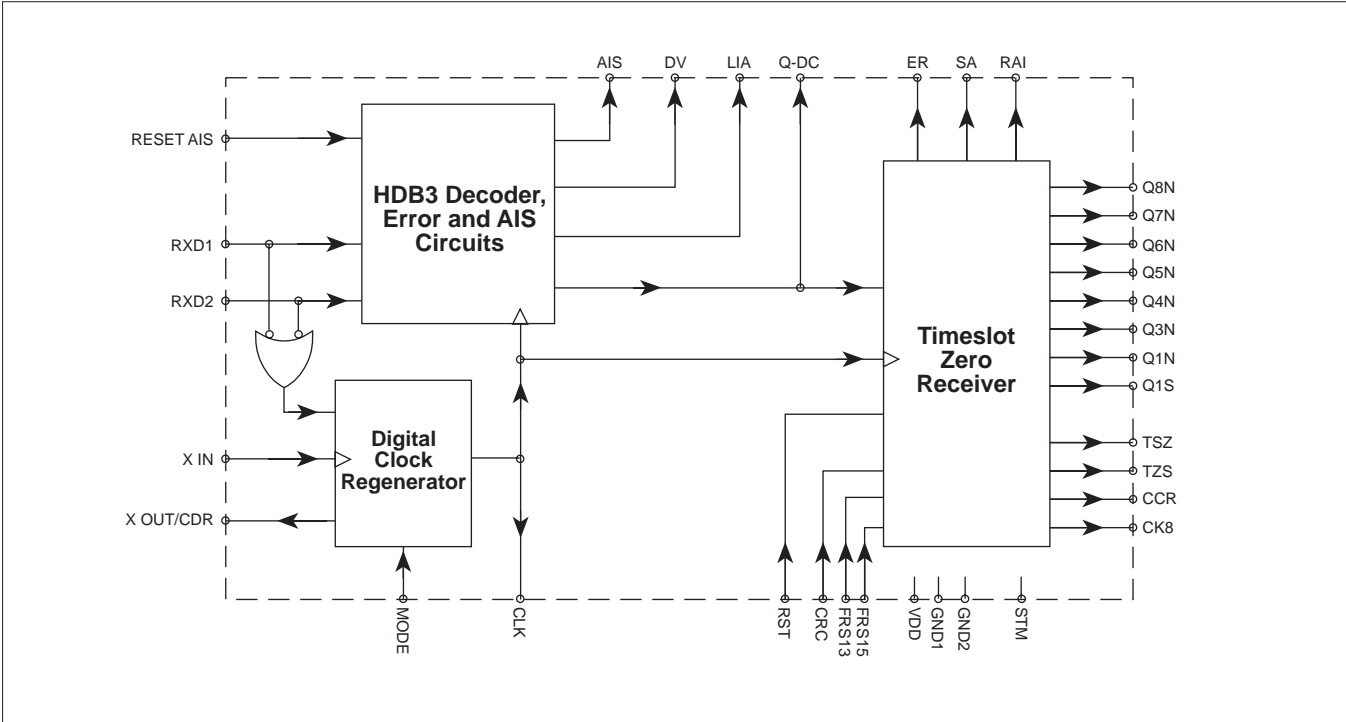 AIS
DV
LIA
Q-DC
ER
SA
RAI
RESET AIS
HDB3 Decoder,
Error and AIS
Circuits
RXD1
RXD2
Q8N
Q7N
Q6N
Q5N
Q4N
Q3N
Q1N
Q1S
Timeslot
Zero
Receiver
Digital
Clock
Regenerator
X IN
X OUT/CDR
TSZ
TZS
CCR
CK8
MODE
CLK
RST
CRC
FRS13
FRS15
VDD
GND1
GND2
STM